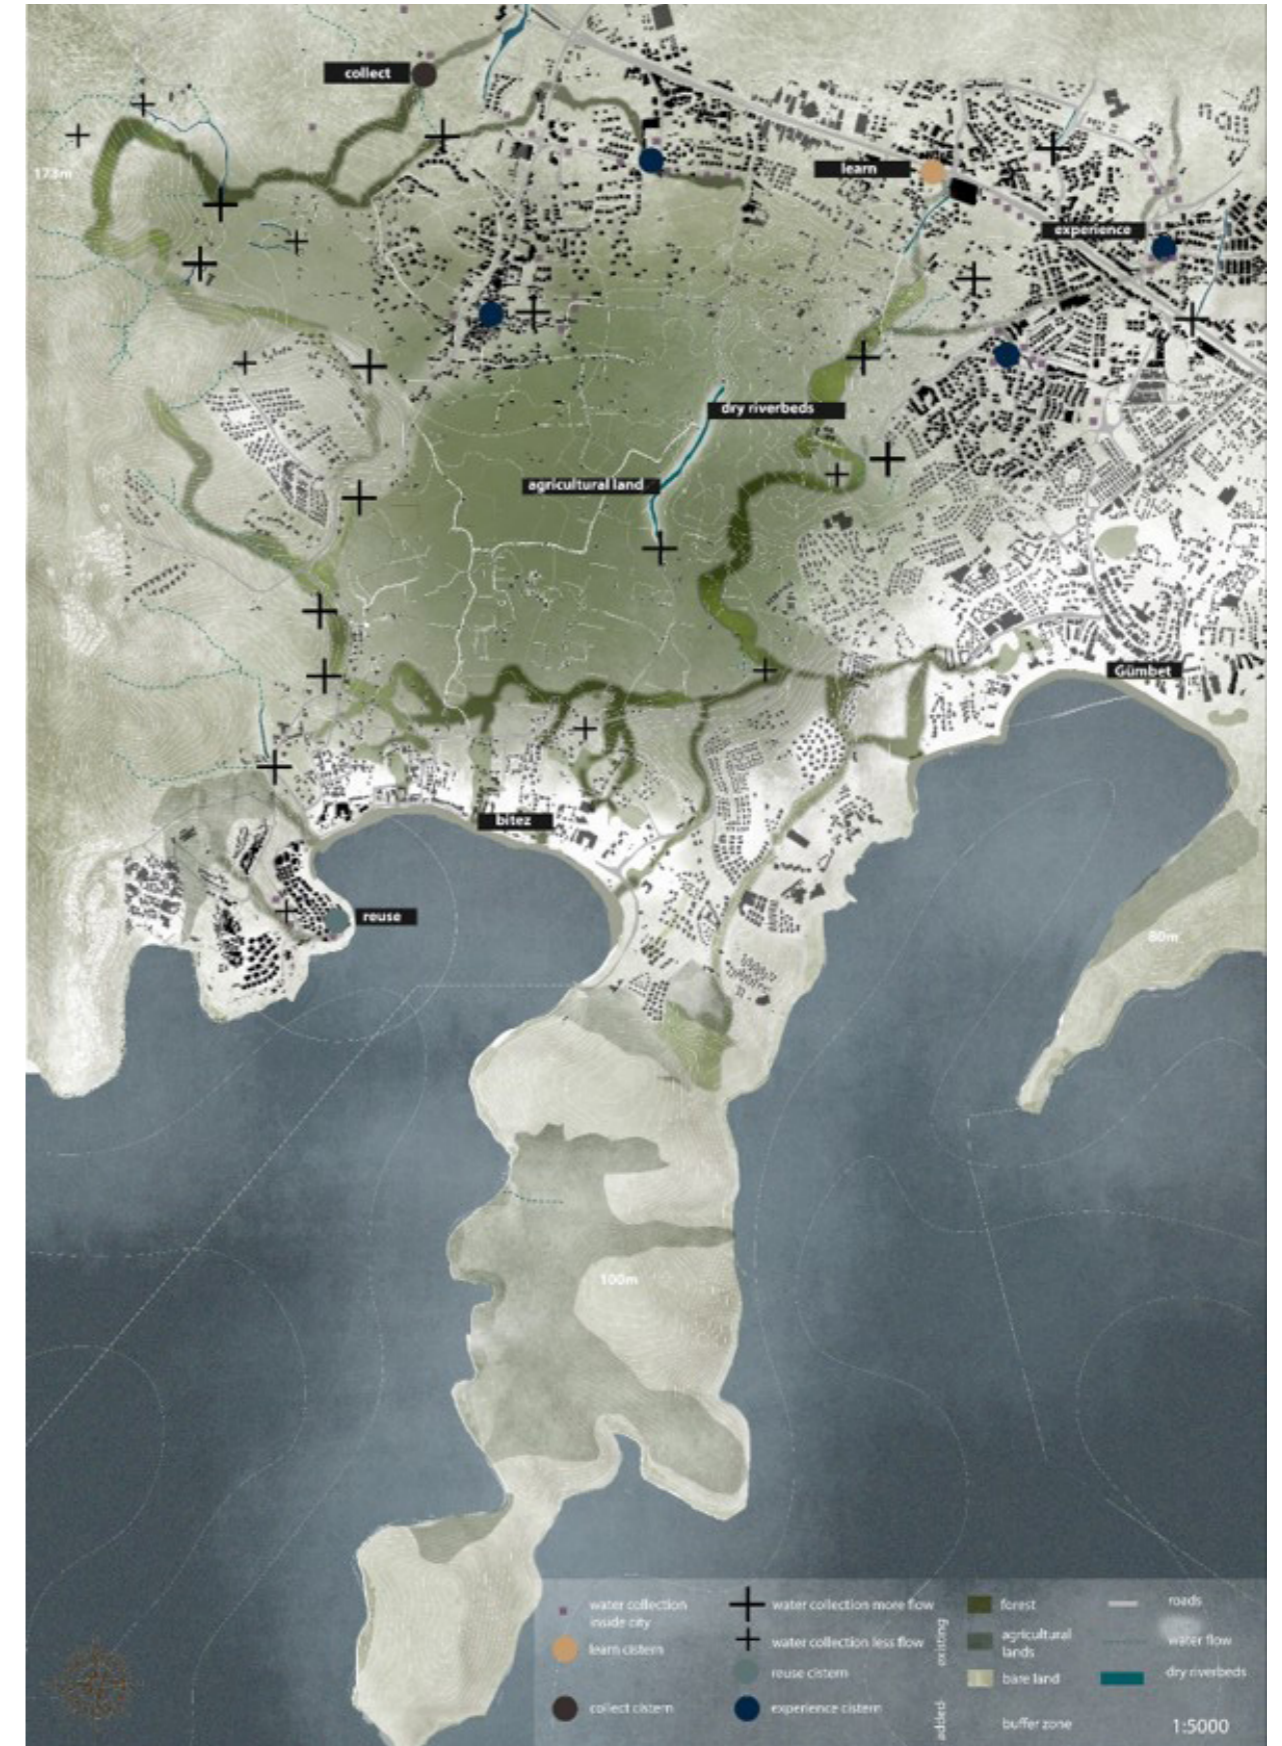 collect
173m
learn
experience
dry riverbeds
agricultural land
Gümbet
bitez
reuse
80m
100m
water collection
inside city
learn cistern
collect cistern
water collection more flow
water collection less flow
reuse cistern
experience cistern
existing
added
forest
agricultural
lands
bare land
buffer zone
roads
water flow
dry riverbeds
1:5000